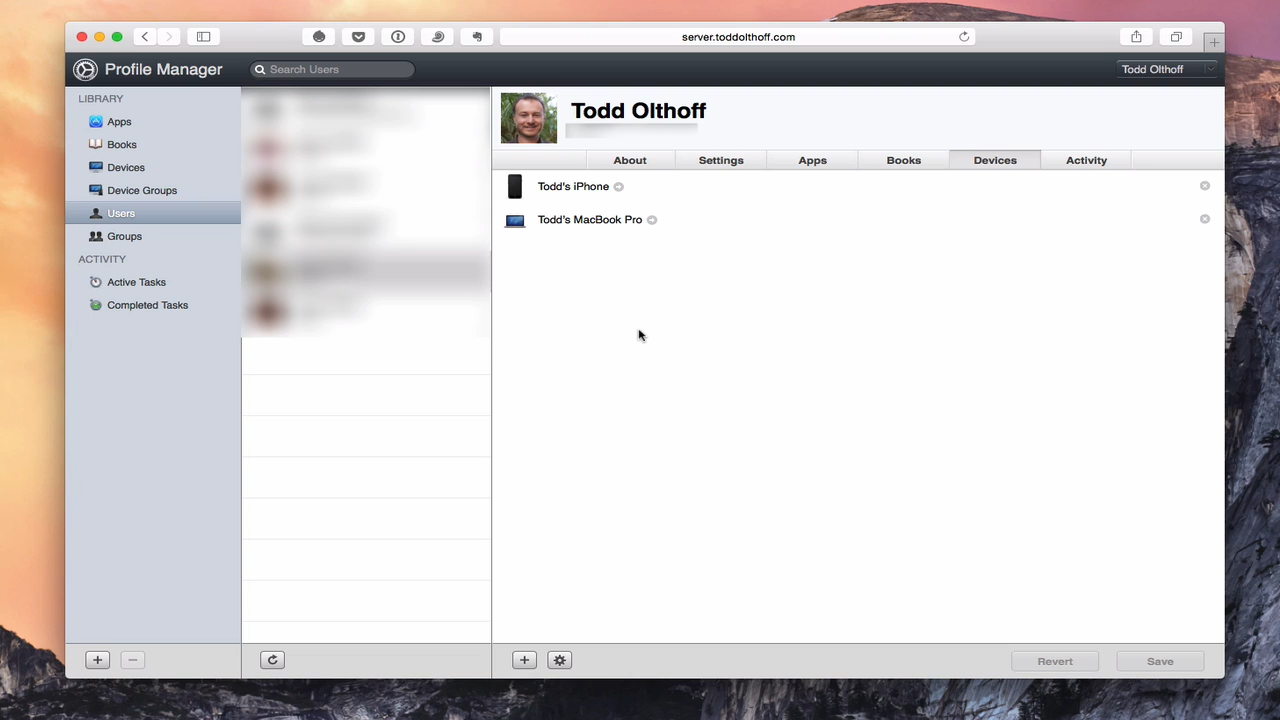 server.toddolthoff.com
Profile Manager
Search Users
Todd Olthoff
LIBRARY
Apps
Books
Devices
Device Groups
Users
Groups
ACTIVITY
Active Tasks
Completed Tasks
Todd Olthoff
About
Settings
Apps
Books
Devices
Activity
Todd's iPhone
Todd's MacBook Pro
Revert
Save